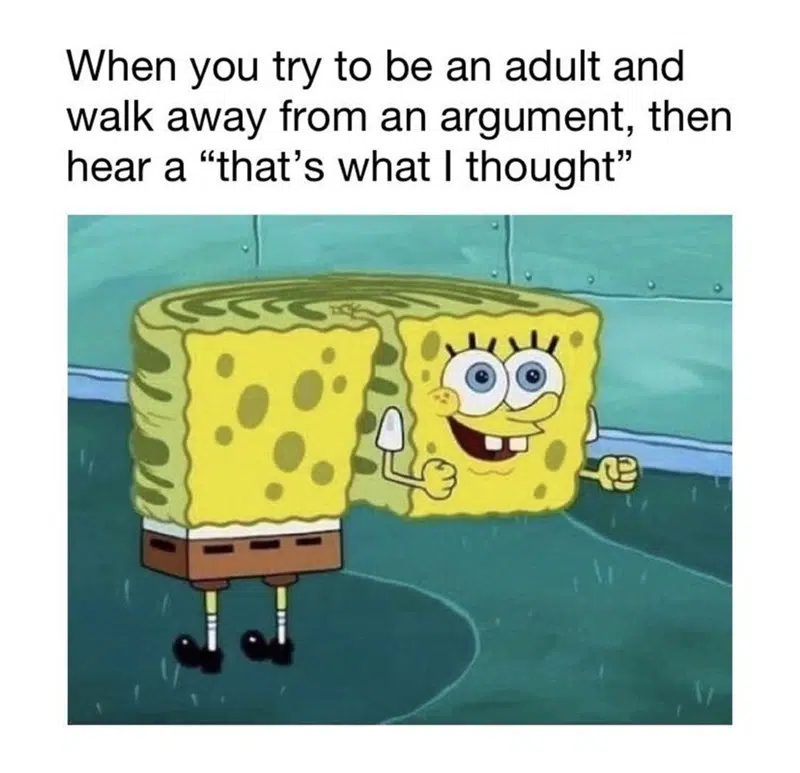 When you try to be an adult and
walk away from an argument, then
hear a “that’s what I thought”